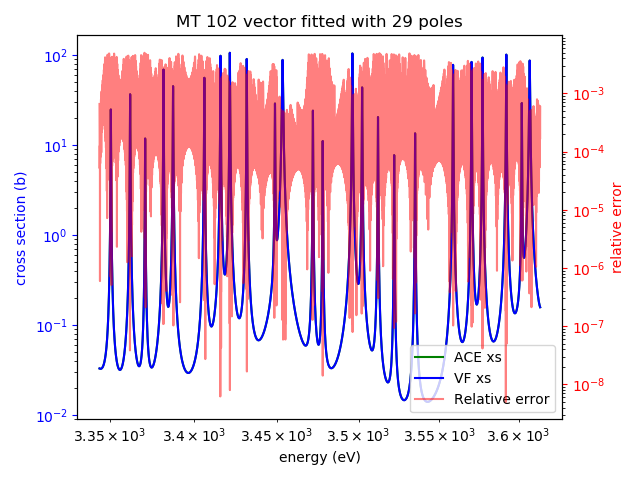 MT 102 vector fitted with 29 poles
cross section (b)
10²
10¹
10⁰
10⁻¹
10⁻²
relative error
10⁻³
10⁻⁴
10⁻⁵
10⁻⁶
10⁻⁷
10⁻⁸
ACE xs
VF xs
Relative error
3.35 × 10³ 3.4 × 10³ 3.45 × 10³ 3.5 × 10³ 3.55 × 10³ 3.6 × 10³
energy (eV)